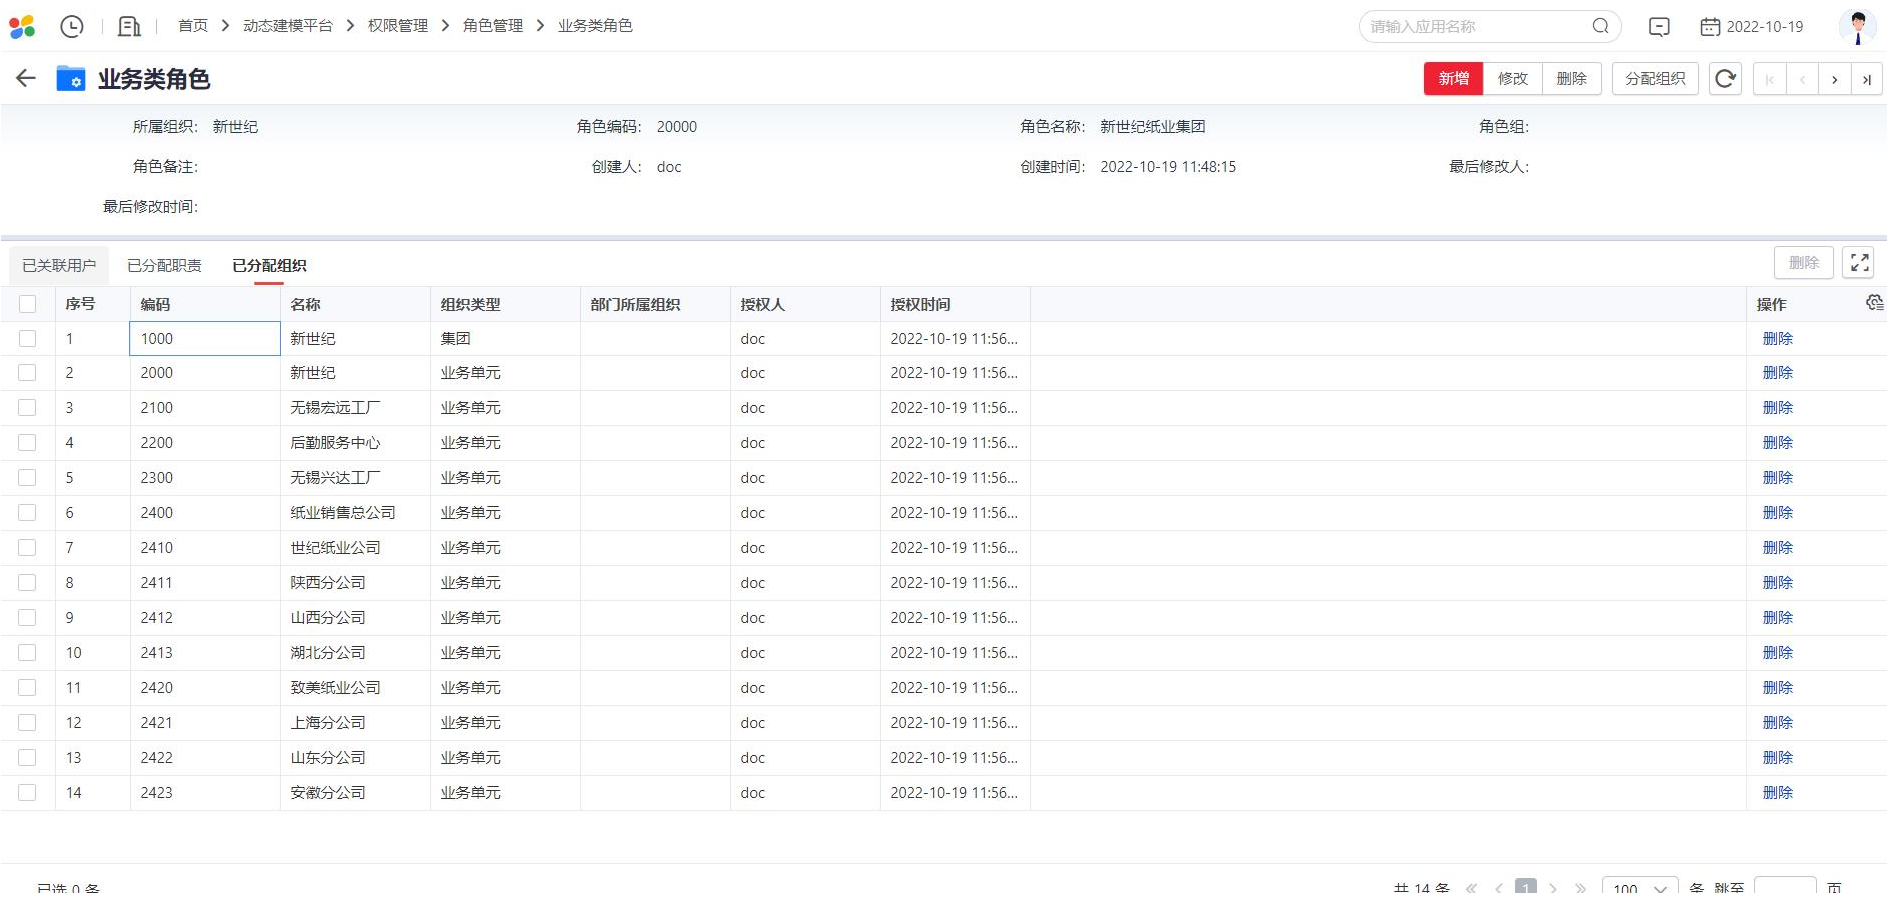 首页 > 动态建模平台 > 权限管理 > 角色管理 > 业务类角色 请输入应用名称 2022-10-19
业务类角色 新增 修改 删除 分配组织
所属组织: 新世纪 角色编码: 20000 角色名称: 新世纪纸业集团 角色组:
角色备注: 创建人: doc 创建时间: 2022-10-19 11:48:15 最后修改人:
最后修改时间:
已关联用户 已分配职责 已分配组织 删除
序号 编码 名称 组织类型 部门所属组织 授权人 授权时间 操作
1 1000 新世纪 集团 doc 2022-10-19 11:56... 删除
2 2000 新世纪 业务单元 doc 2022-10-19 11:56... 删除
3 2100 无锡宏远工厂 业务单元 doc 2022-10-19 11:56... 删除
4 2200 后勤服务中心 业务单元 doc 2022-10-19 11:56... 删除
5 2300 无锡兴达工厂 业务单元 doc 2022-10-19 11:56... 删除
6 2400 纸业销售总公司 业务单元 doc 2022-10-19 11:56... 删除
7 2410 世纪纸业公司 业务单元 doc 2022-10-19 11:56... 删除
8 2411 陕西分公司 业务单元 doc 2022-10-19 11:56... 删除
9 2412 山西分公司 业务单元 doc 2022-10-19 11:56... 删除
10 2413 湖北分公司 业务单元 doc 2022-10-19 11:56... 删除
11 2420 致美纸业公司 业务单元 doc 2022-10-19 11:56... 删除
12 2421 上海分公司 业务单元 doc 2022-10-19 11:56... 删除
13 2422 山东分公司 业务单元 doc 2022-10-19 11:56... 删除
14 2423 安徽分公司 业务单元 doc 2022-10-19 11:56... 删除
已选 0 条 共 14 条 « < 1 > » 100 条 跳至 页